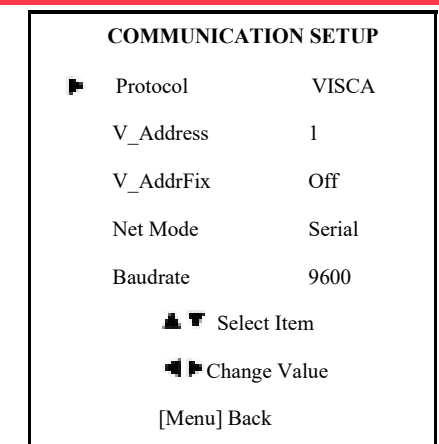 COMMUNICATION SETUP
Protocol VISCA
V_Address 1
V_AddrFix Off
Net Mode Serial
Baudrate 9600
Select Item
Change Value
[Menu] Back